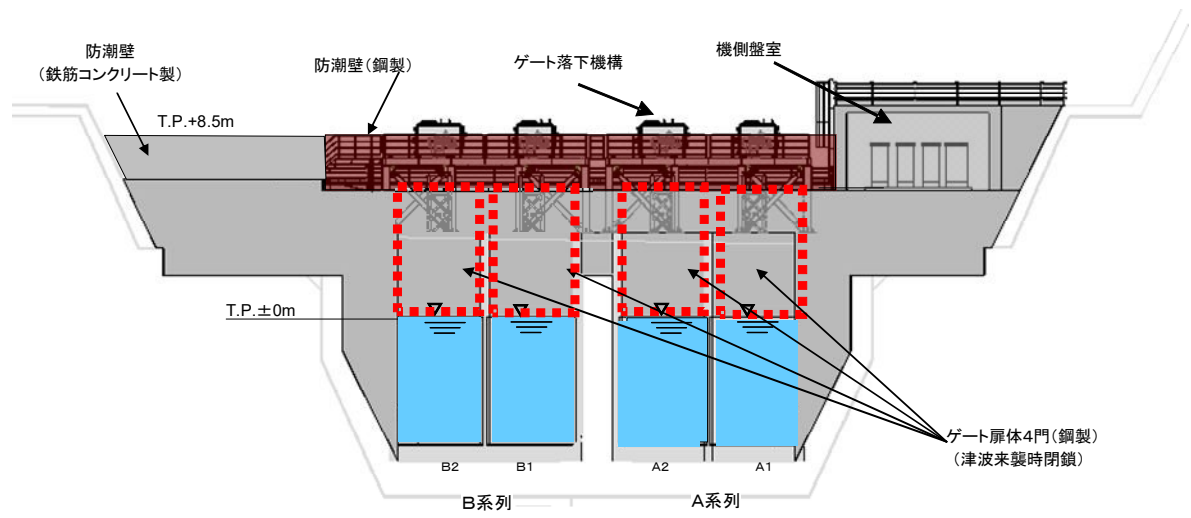 防潮壁
（鉄筋コンクリート製）
防潮壁（鋼製）
ゲート落下機構
機側盤室
T.P.+8.5m
T.P.±0m
ゲート扉体４門（鋼製）
（津波来襲時閉鎖）
B2
B1
A2
A1
Ｂ系列
Ａ系列